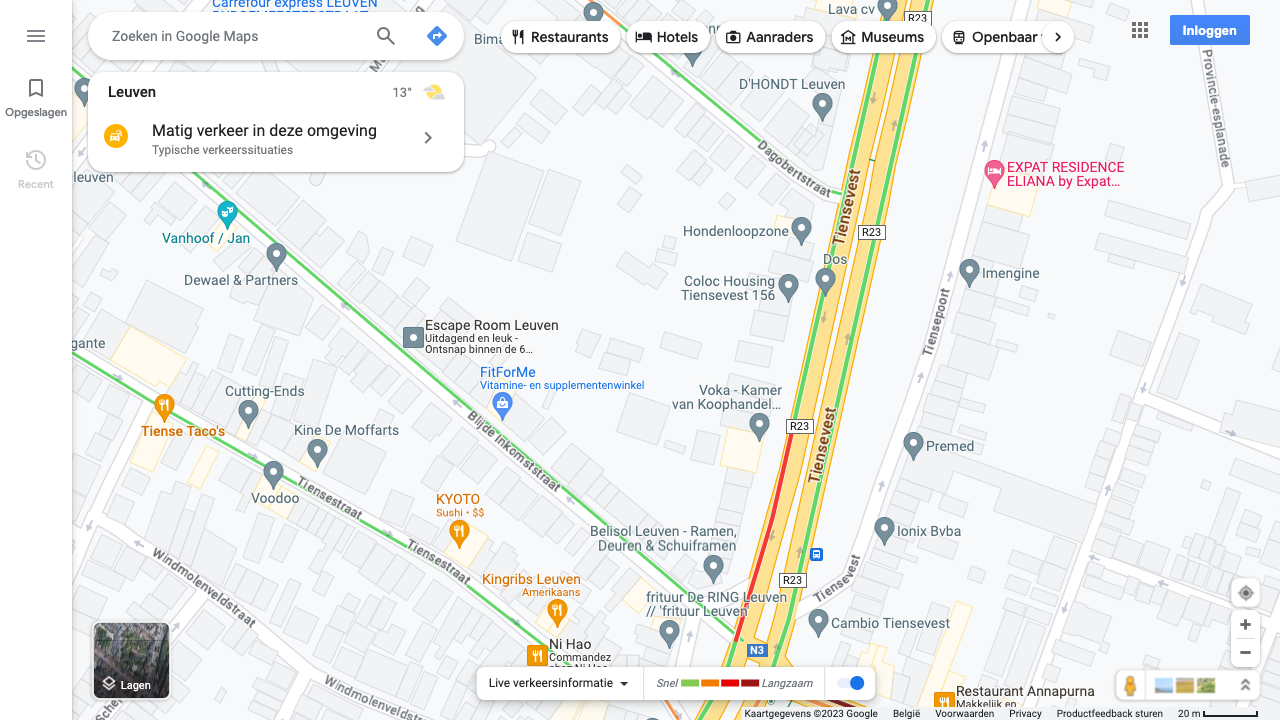 Carrefour express LEUVEN
Zoeken in Google Maps
Opgeslagen
Recent
Leuven
13°
Matig verkeer in deze omgeving
Typische verkeerssituaties
Restaurants
Hotels
Aanraders
Museums
Openbaar
Inloggen
Lava cv
R23
D'HONDT Leuven
Dagobertstraat
Provincie-esplanade
EXPAT RESIDENCE
ELIANA by Expat...
leuven
Vanhoof / Jan
Dewael & Partners
Hondenloopzone
Tiensevest
R23
Dos
Coloc Housing
Tiensevest 156
Imengine
Tiensepoort
Escape Room Leuven
Uitdagend en leuk -
Ontsnap binnen de 6...
gante
FitForMe
Vitamine- en supplementenwinkel
Cutting-Ends
Voka - Kamer
van Koophandel...
Tiense Taco's
Kine De Moffarts
Blijde Inkomststraat
R23
Tiensevest
Premed
Voodoo
Tiensestraat
KYOTO
Sushi • $$
Belisol Leuven - Ramen,
Deuren & Schuiframen
Ionix Bvba
Windmolenveldstraat
Tiensestraat
Kingribs Leuven
Amerikaans
R23
Tiensevest
frituur De RING Leuven
// 'frituur Leuven
Cambio Tiensevest
Ni Hao
Commandez
N3
Lagen
Windmolenveldstraat
Live verkeersinformatie
Snel
Langzaam
Restaurant Annapurna
Makkelijk en
Kaartgegevens ©2023 Google
België
Voorwaarden
Privacy
Productfeedback sturen
20 m